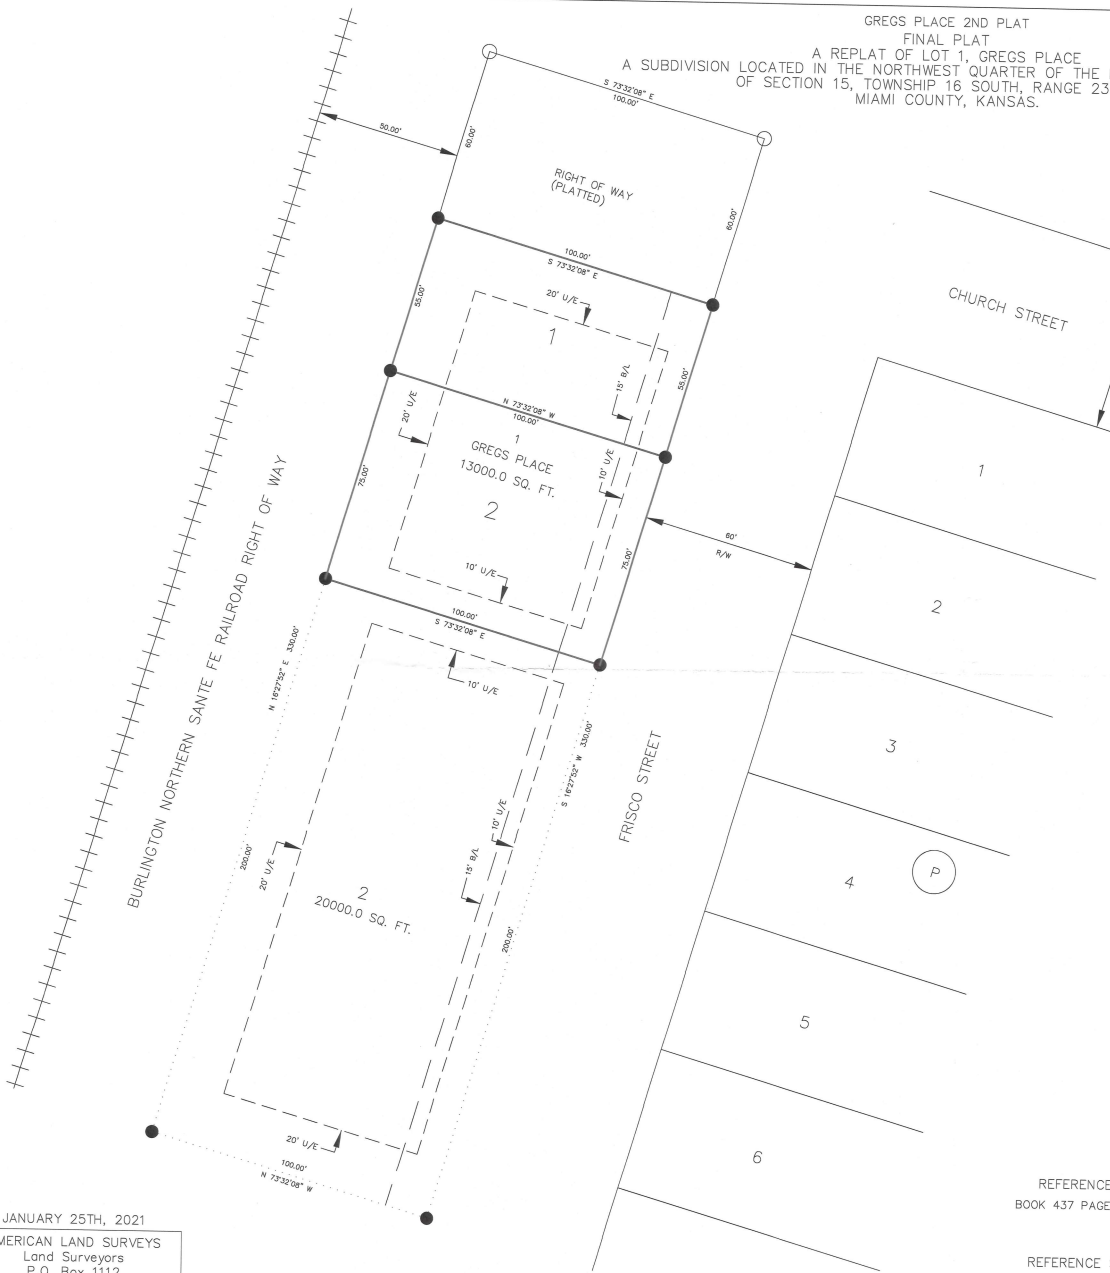 GREGS PLACE 2ND PLAT
FINAL PLAT
A REPLAT OF LOT 1, GREGS PLACE
A SUBDIVISION LOCATED IN THE NORTHWEST QUARTER OF THE
OF SECTION 15, TOWNSHIP 16 SOUTH, RANGE 23
MIAMI COUNTY, KANSAS.
S 73°32'08" E
100.00'
50.00'
60.00'
RIGHT OF WAY
(PLATTED)
60.00'
100.00'
S 73°32'08" E
55.00'
20' U/E
1
CHURCH STREET
15' B/L
55.00'
20' U/E
N 73°32'08" W
100.00'
1
GREGS PLACE
13000.0 SQ. FT.
2
10' U/E
75.00'
75.00'
60'
R/W
10' U/E
100.00'
S 73°32'08" E
BURLINGTON NORTHERN SANTE FE RAILROAD RIGHT OF WAY
N 16°27'52" E 330.00'
10' U/E
S 16°27'52" W 330.00'
FRISCO STREET
10' U/E
15' B/L
200.00'
20' U/E
2
20000.0 SQ. FT.
200.00'
20' U/E
100.00'
N 73°32'08" W
1
2
3
4
P
5
6
REFERENCE
BOOK 437 PAGE
REFERENCE
JANUARY 25TH, 2021
MERICAN LAND SURVEYS
Land Surveyors
P.O. Box 1112